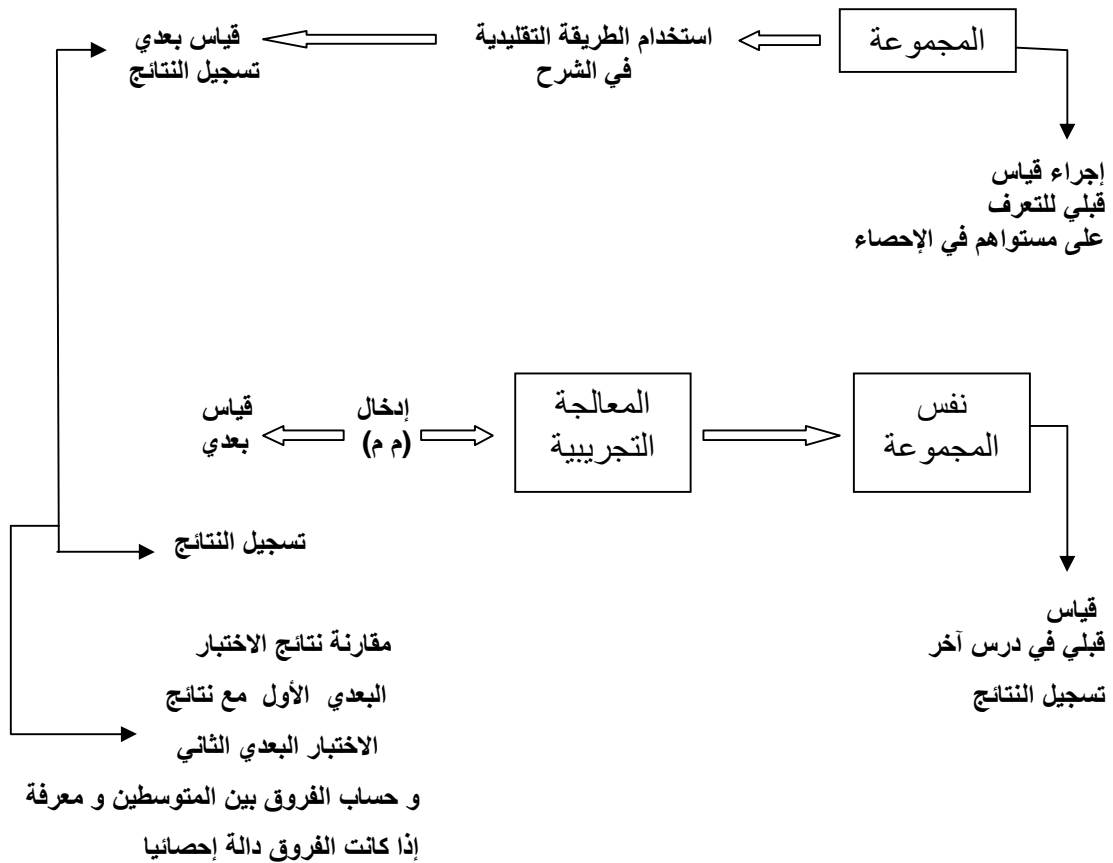 المجموعة
استخدام الطريقة التقليدية
في الشرح
قياس بعدي
تسجيل النتائج
إجراء قياس
قبلي للتعرف
على مستواهم في الإحصاء
نفس
المجموعة
المعالجة
التجريبية
إدخال
(م م)
قياس
بعدي
تسجيل النتائج
قياس
قبلي في درس آخر
تسجيل النتائج
مقارنة نتائج الاختبار
البعدي الأول مع نتائج
الاختبار البعدي الثاني
و حساب الفروق بين المتوسطين و معرفة
إذا كانت الفروق دالة إحصائيا